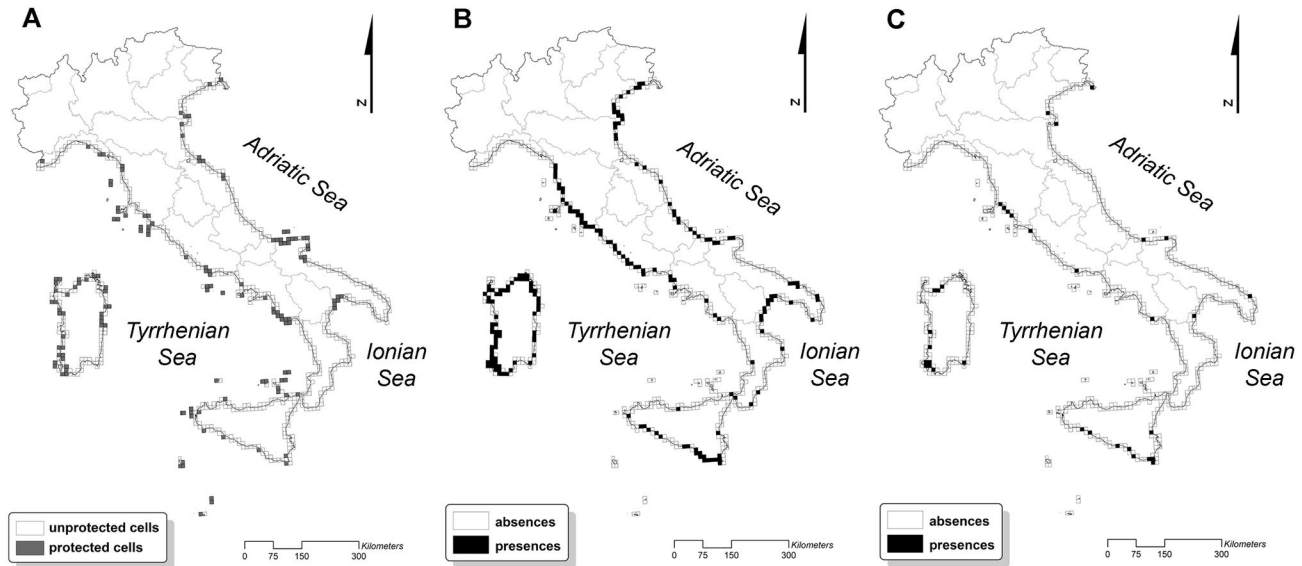 A
N
Adriatic Sea
Tyrrhenian
Sea
Ionian
Sea
unprotected cells
protected cells
0 75 150 300
Kilometers
B
N
Adriatic Sea
Tyrrhenian
Sea
Ionian
Sea
absences
presences
0 75 150 300
Kilometers
C
N
Adriatic Sea
Tyrrhenian
Sea
Ionian
Sea
absences
presences
0 75 150 300
Kilometers